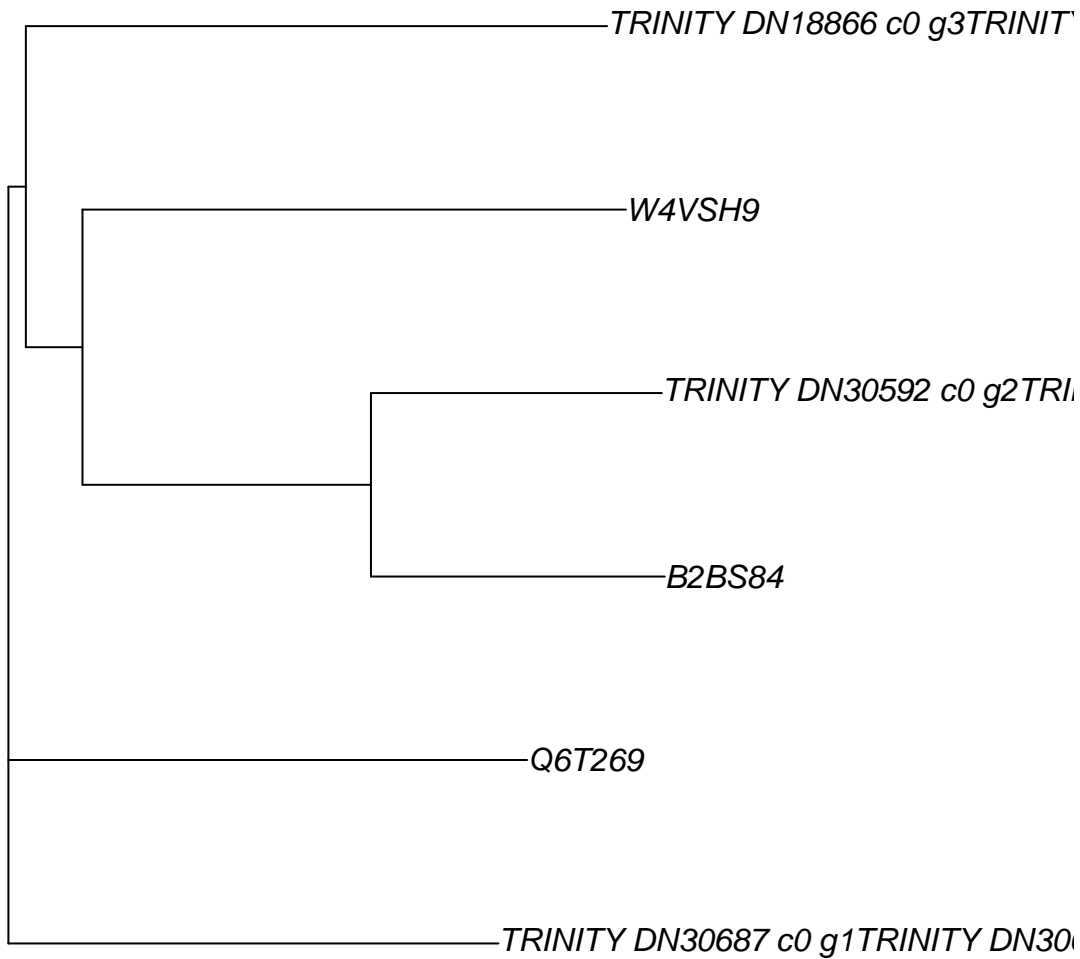 TRINITY DN18866 c0 g3TRINITY
W4VSH9
TRINITY DN30592 c0 g2TRI
B2BS84
Q6T269
TRINITY DN30687 c0 g1TRINITY DN30